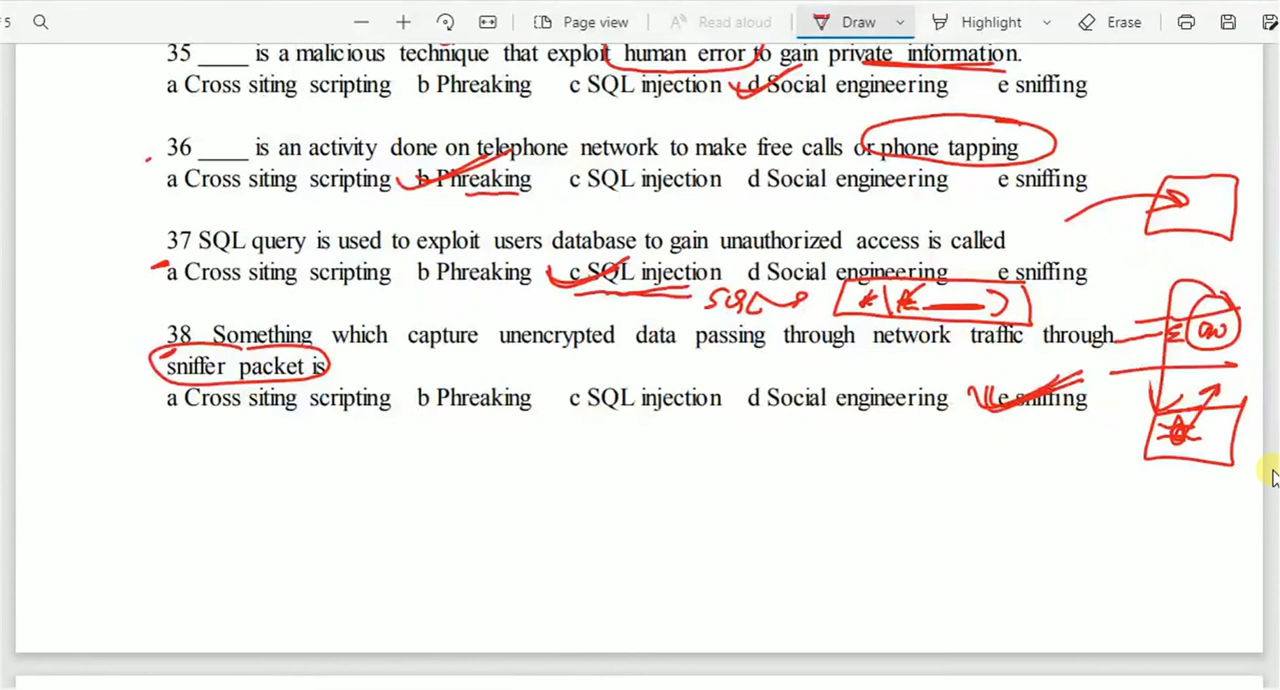 5
Page view
Read aloud
Draw
Highlight
Erase
35 ____ is a malicious technique that exploit human error to gain private information.
a Cross siting scripting b Phreaking c SQL injection d Social engineering e sniffing
36 ____ is an activity done on telephone network to make free calls or phone tapping
a Cross siting scripting b Phreaking c SQL injection d Social engineering e sniffing
37 SQL query is used to exploit users database to gain unauthorized access is called
a Cross siting scripting b Phreaking c SQL injection d Social engineering e sniffing
38 Something which capture unencrypted data passing through network traffic through
sniffer packet is
a Cross siting scripting b Phreaking c SQL injection d Social engineering e sniffing